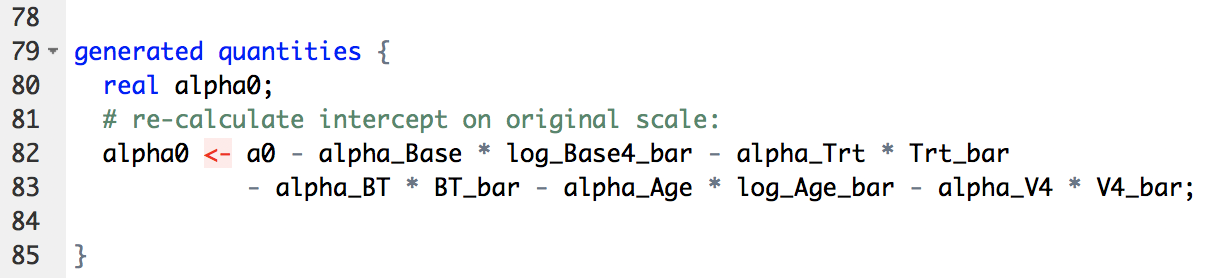 78
79 generated quantities {
80   real alpha0;
81   # re-calculate intercept on original scale:
82   alpha0 <- a0 - alpha_Base * log_Base4_bar - alpha_Trt * Trt_bar
83             - alpha_BT * BT_bar - alpha_Age * log_Age_bar - alpha_V4 * V4_bar;
84
85 }